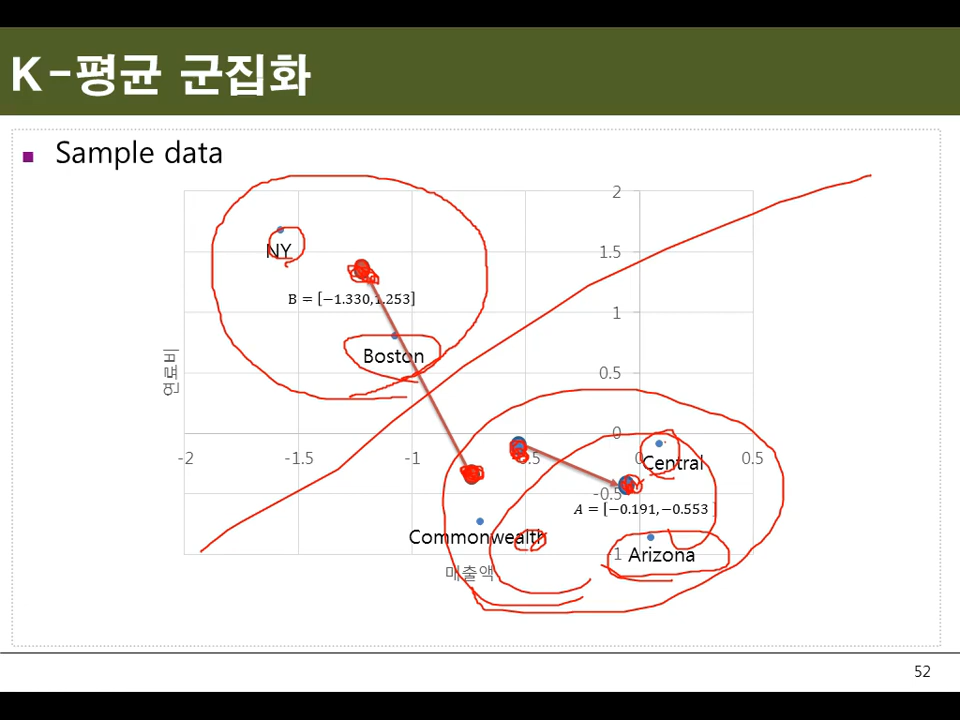 K-평균 군집화
■ Sample data
2
NY
1.5
B = [−1.330,1.253]
1
Boston
연료비
0.5
0
-2 -1.5 -1 0 0.5
Central
-0.5
A = [−0.191, −0.553
Commonwealth
1 Arizona
매출액
52